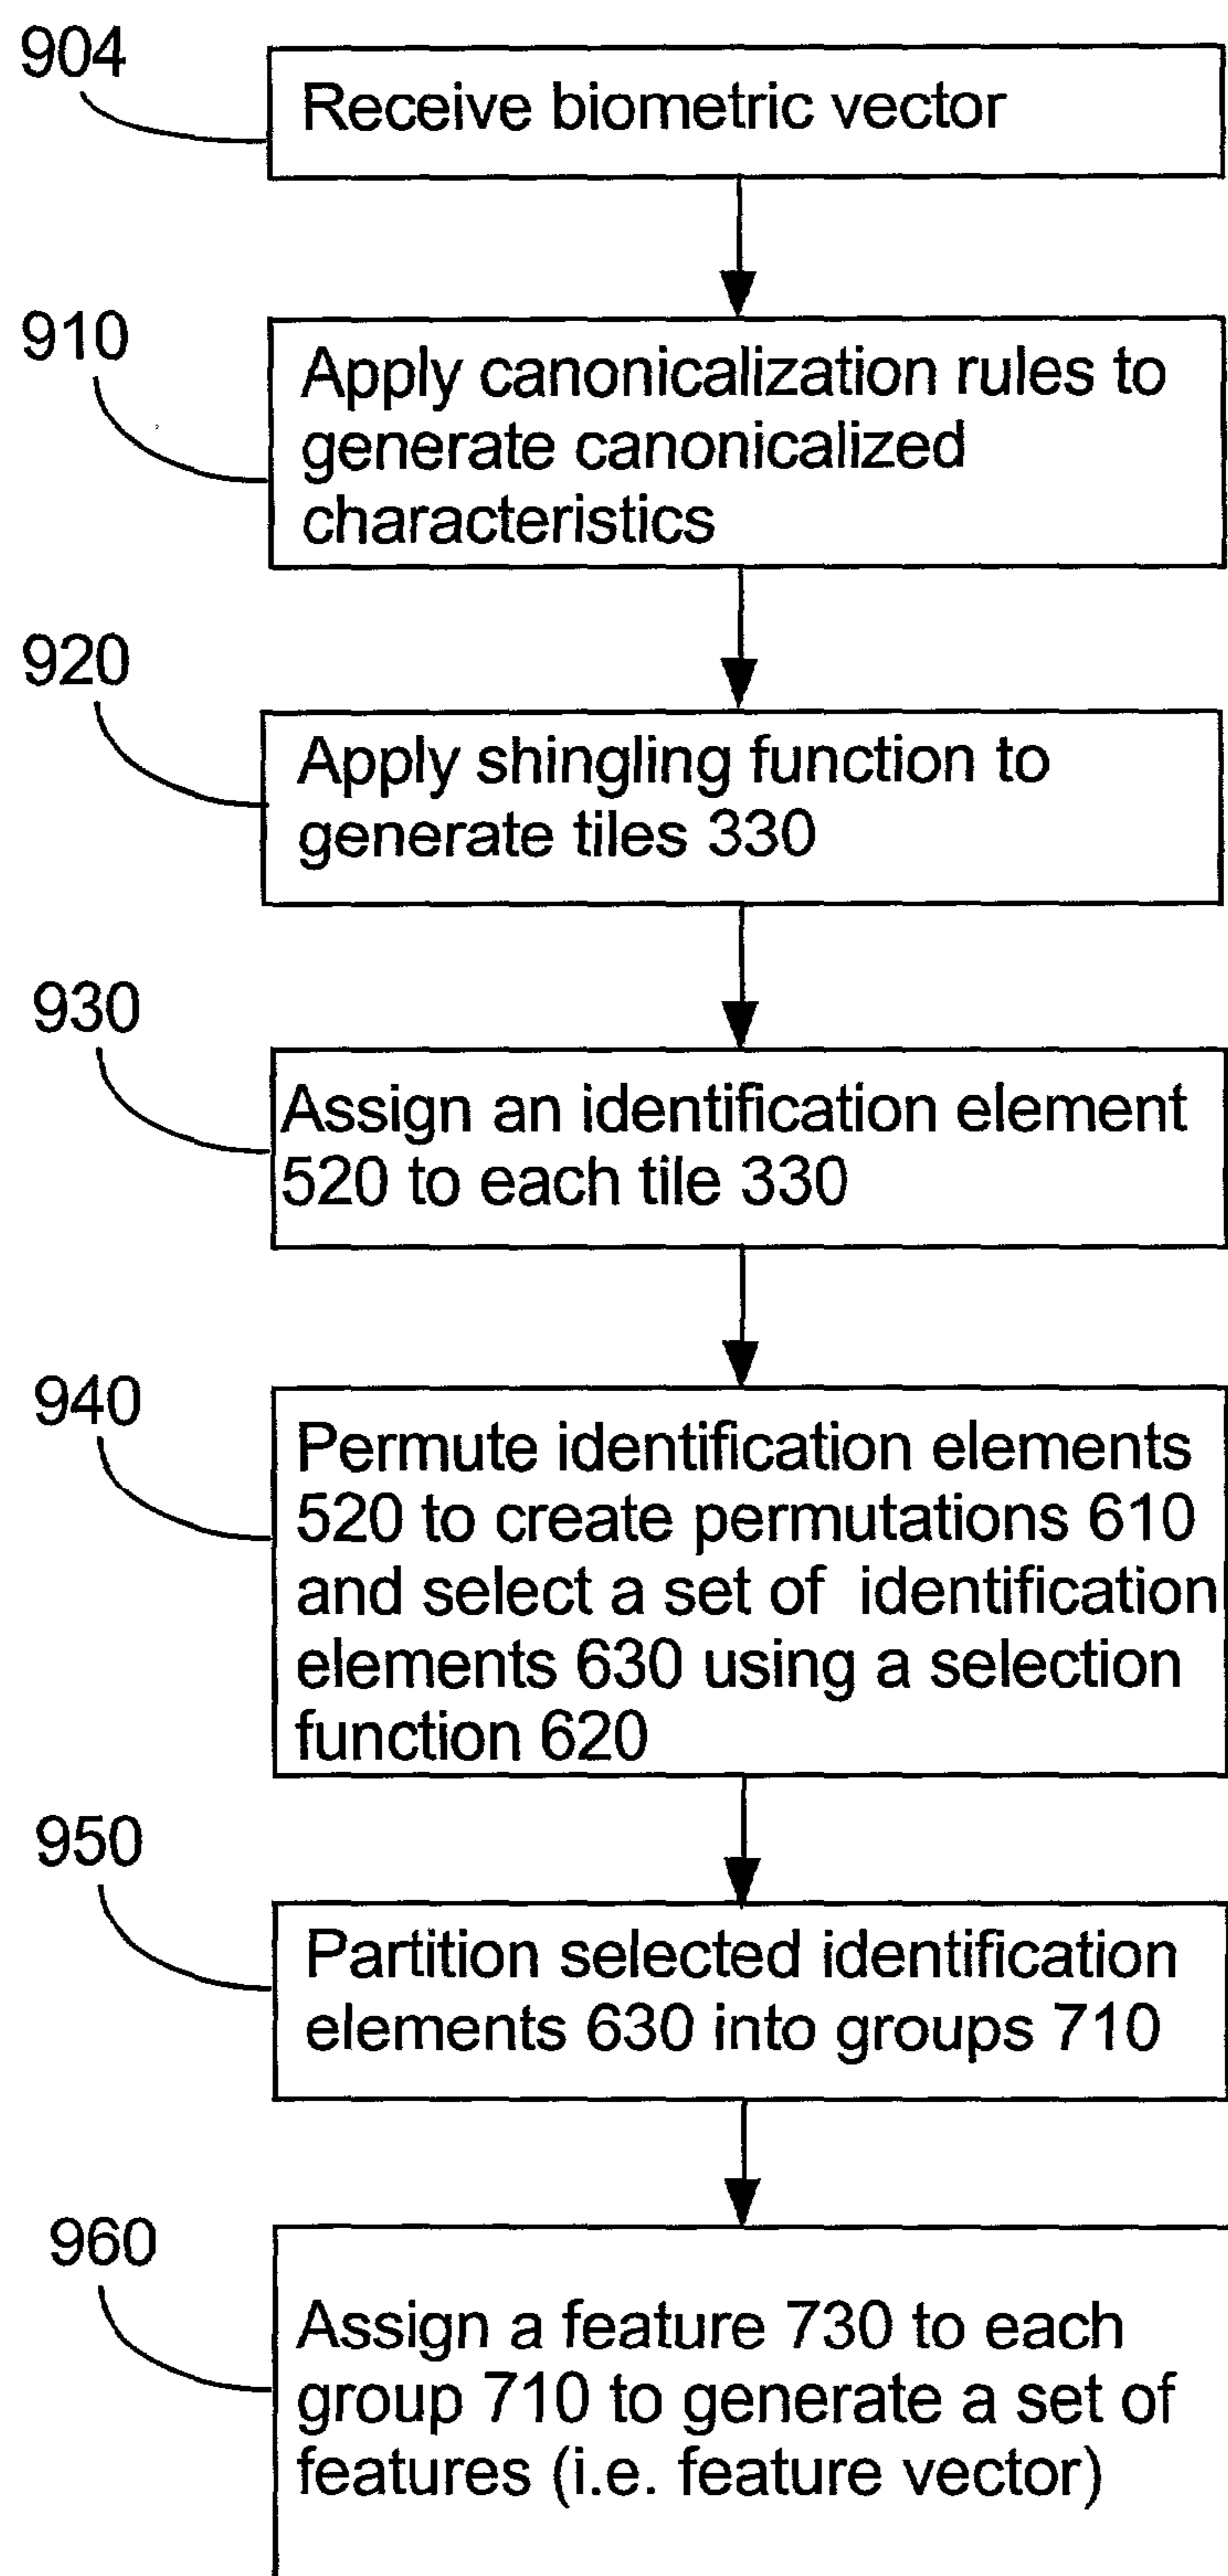 904
Receive biometric vector
910
Apply canonicalization rules to
generate canonicalized
characteristics
920
Apply shingling function to
generate tiles 330
930
Assign an identification element
520 to each tile 330
940
Permute identification elements
520 to create permutations 610
and select a set of identification
elements 630 using a selection
function 620
950
Partition selected identification
elements 630 into groups 710
960
Assign a feature 730 to each
group 710 to generate a set of
features (i.e. feature vector)